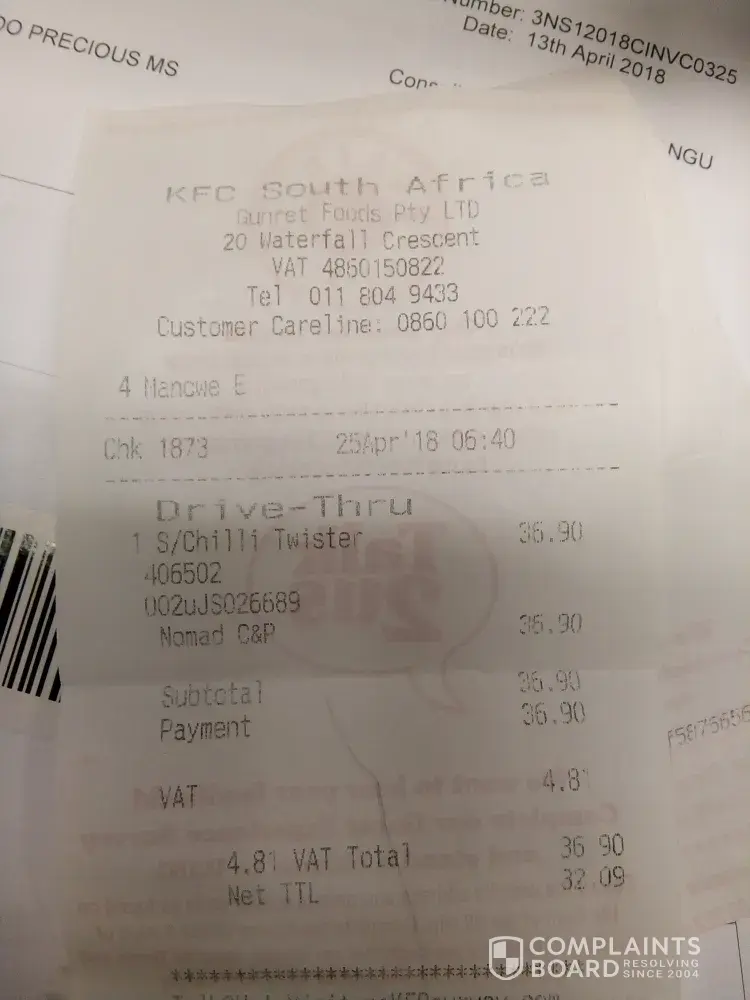 Number: 3NS12018CINVC0325
Date: 13th April 2018
DO PRECIOUS MS
NGU
KFC South Africa
Gunret Foods Pty LTD
20 Waterfall Crescent
VAT 4860150822
Tel 011 804 9433
Customer Careline: 0860 100 222
4 Mancwe E
Chk 1873 25Apr'18 06:40
Drive-Thru
1 S/Chilli Twister 36.90
406502
002uJS026689
Nomad C&P 36.90
Subtotal 36.90
Payment 36.90
VAT 4.81
4.81 VAT Total 36 90
Net TTL 32.09
Talk
2us
COMPLAINTS
BOARD RESOLVING
SINCE 2004